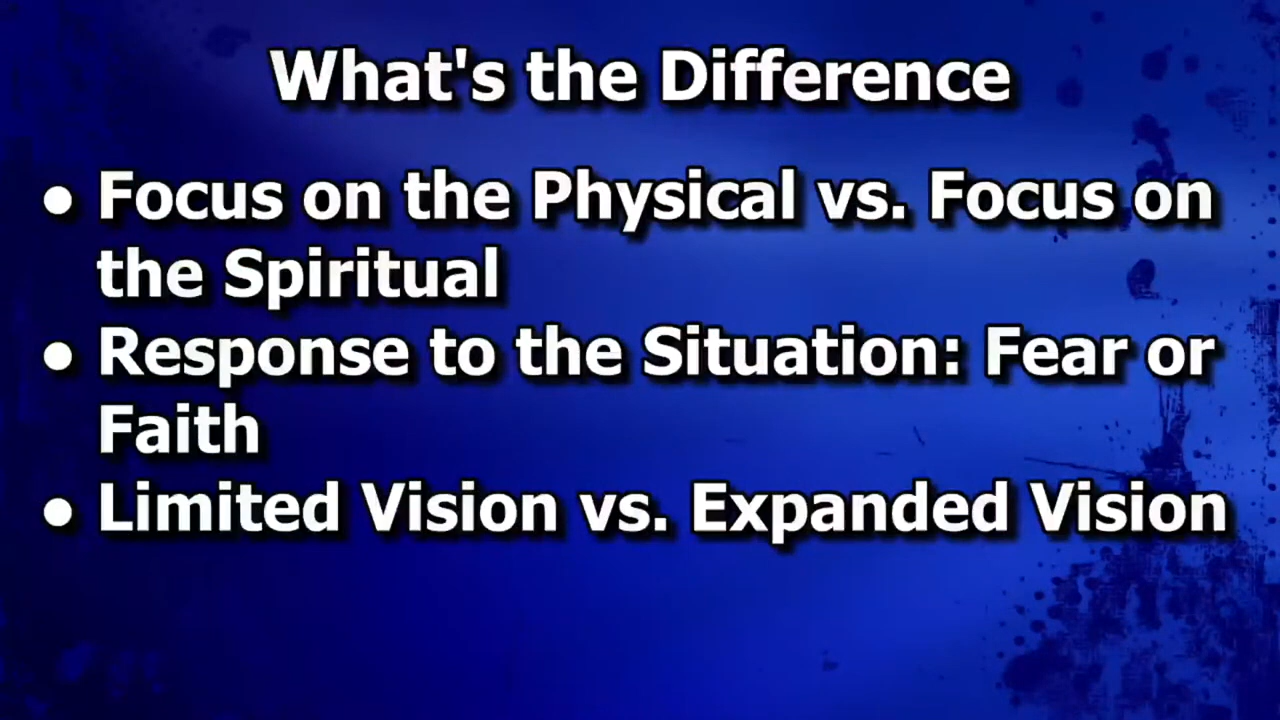 What's the Difference
● Focus on the Physical vs. Focus on
the Spiritual
● Response to the Situation: Fear or
Faith
● Limited Vision vs. Expanded Vision